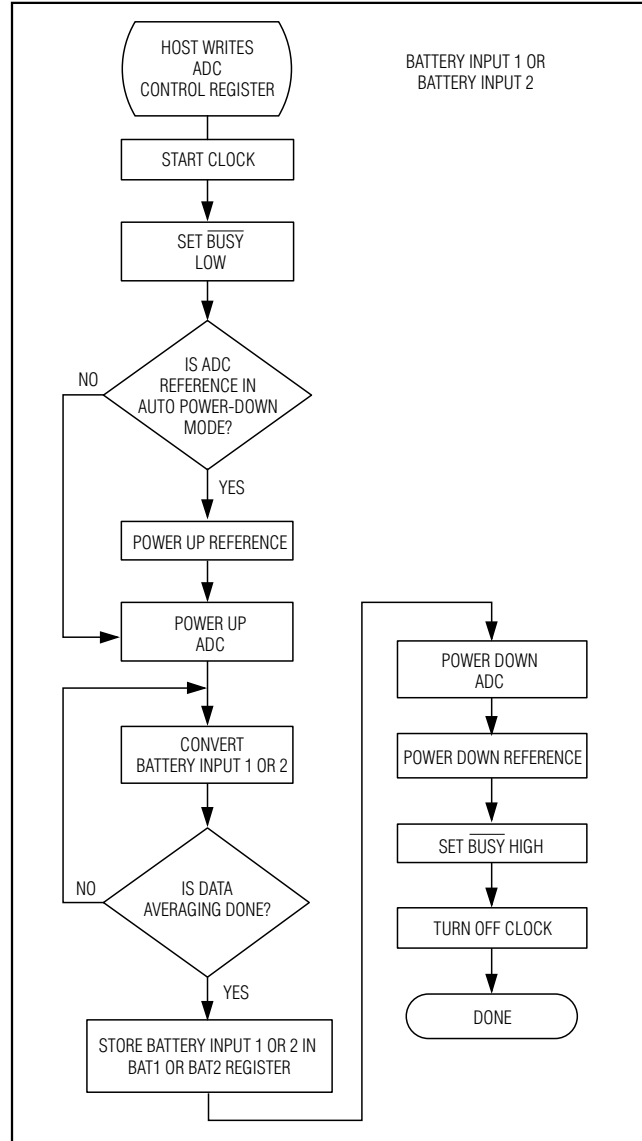 HOST WRITES
ADC
CONTROL REGISTER
BATTERY INPUT 1 OR
BATTERY INPUT 2
START CLOCK
SET B̅U̅S̅Y̅
LOW
IS ADC
REFERENCE IN
AUTO POWER-DOWN
MODE?
NO
YES
POWER UP REFERENCE
POWER UP
ADC
CONVERT
BATTERY INPUT 1 OR 2
IS DATA
AVERAGING DONE?
NO
YES
STORE BATTERY INPUT 1 OR 2 IN
BAT1 OR BAT2 REGISTER
POWER DOWN
ADC
POWER DOWN REFERENCE
SET B̅U̅S̅Y̅ HIGH
TURN OFF CLOCK
DONE